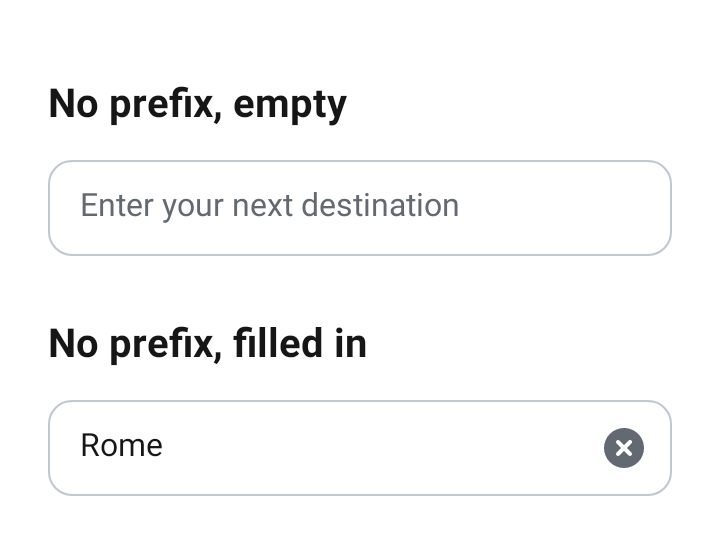 No prefix, empty
Enter your next destination
No prefix, filled in
Rome